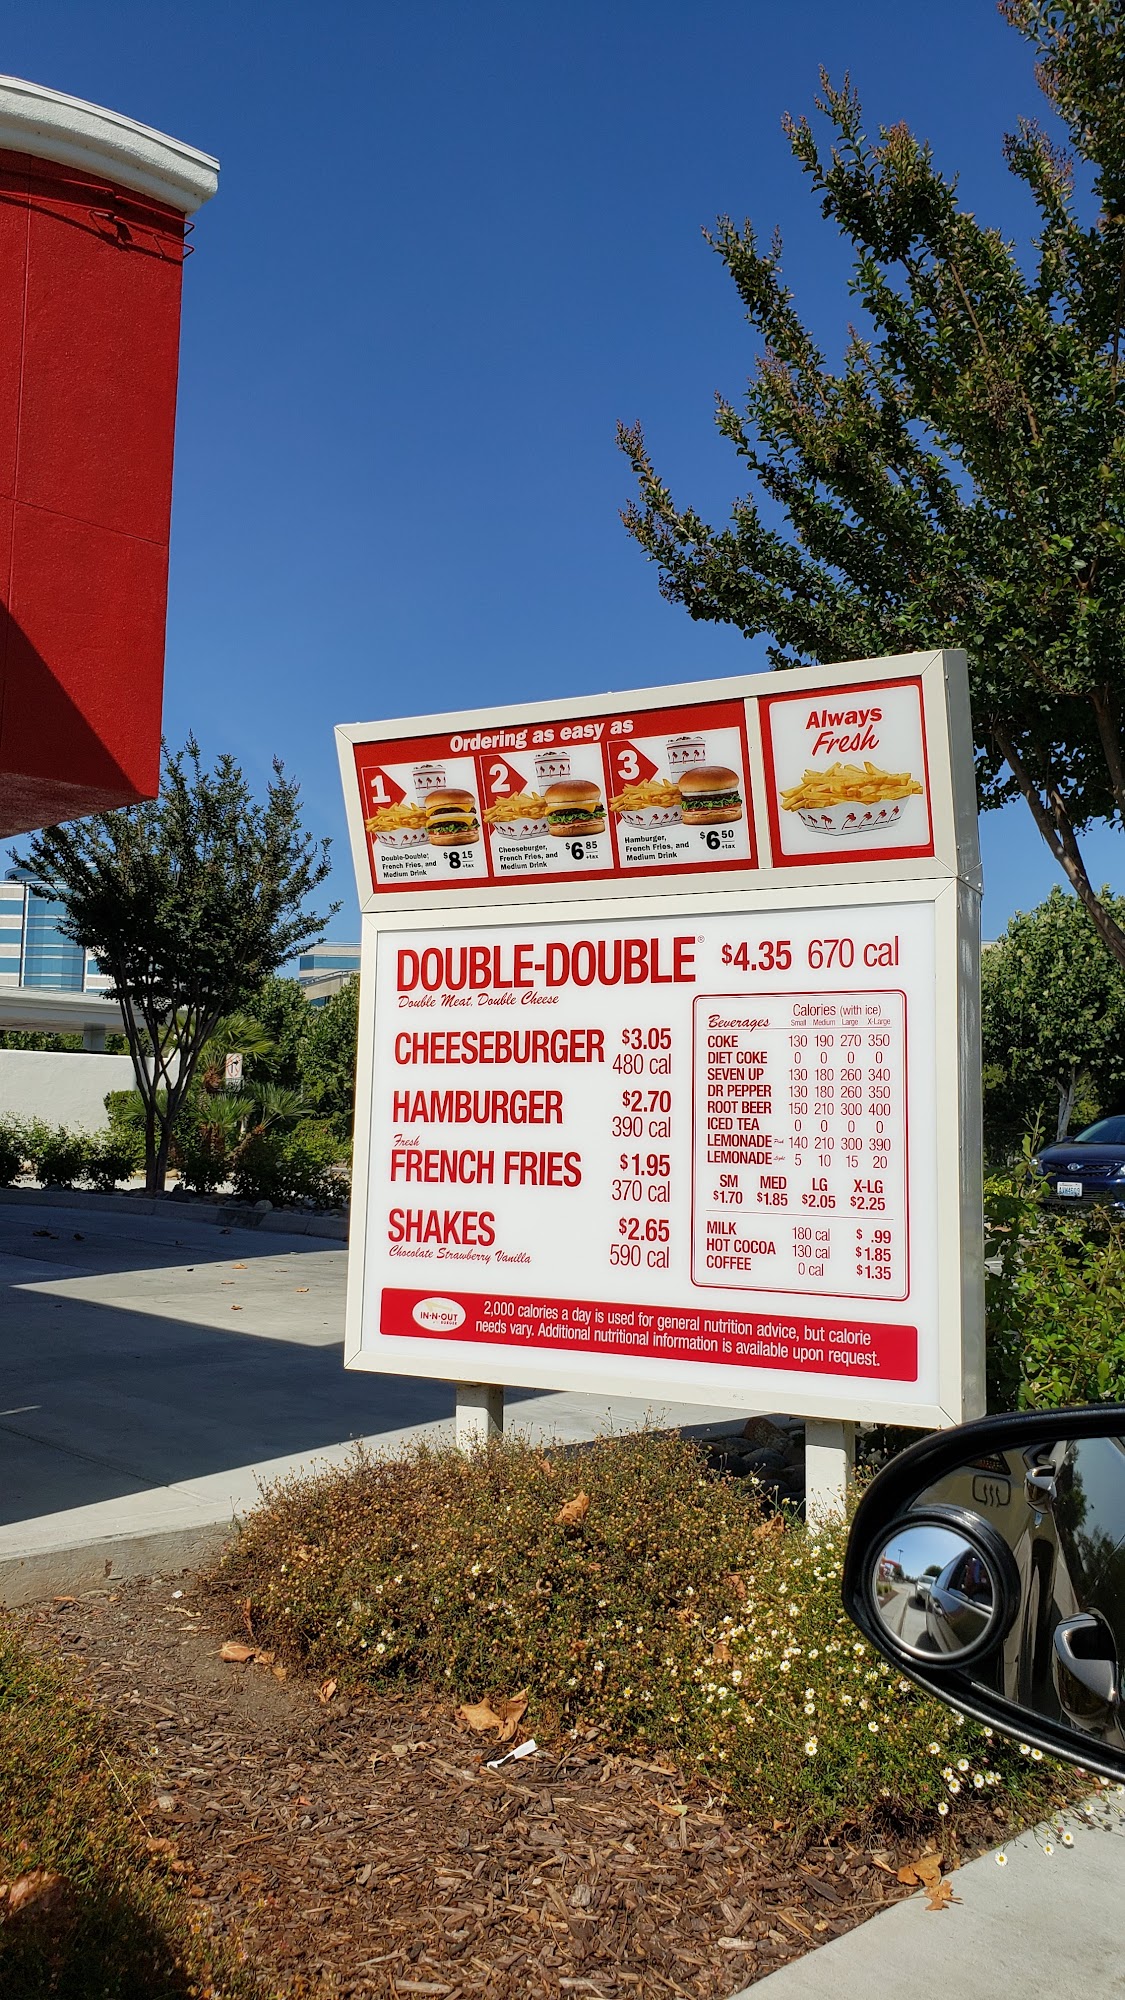 Ordering as easy as
1
Double-Double,
French Fries, and
Medium Drink
$8 15
+tax
2
Cheeseburger,
French Fries, and
Medium Drink
$6 85
+tax
3
Hamburger,
French Fries, and
Medium Drink
$6 50
+tax
Always
Fresh
DOUBLE-DOUBLE® $4.35 670 cal
Double Meat, Double Cheese
CHEESEBURGER $3.05
480 cal
HAMBURGER $2.70
390 cal
Fresh
FRENCH FRIES $1.95
370 cal
SHAKES $2.65
Chocolate Strawberry Vanilla 590 cal
Beverages Calories (with ice)
Small Medium Large X-Large
COKE 130 190 270 350
DIET COKE 0 0 0 0
SEVEN UP 130 180 260 340
DR PEPPER 130 180 260 350
ROOT BEER 150 210 300 400
ICED TEA 0 0 0 0
LEMONADE Pink 140 210 300 390
LEMONADE Light 5 10 15 20
SM MED LG X-LG
$1.70 $1.85 $2.05 $2.25
MILK 180 cal $ .99
HOT COCOA 130 cal $1.85
COFFEE 0 cal $1.35
IN-N-OUT
BURGER
2,000 calories a day is used for general nutrition advice, but calorie
needs vary. Additional nutritional information is available upon request.